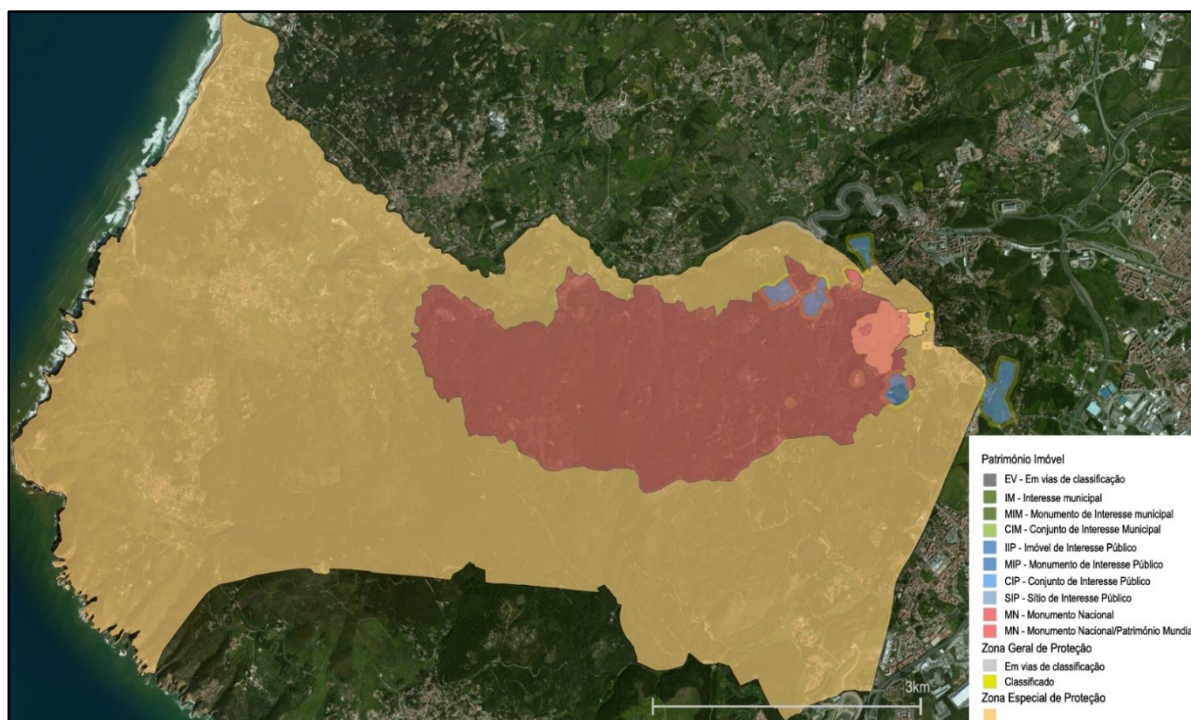 3km
Património Imóvel
EV - Em vias de classificação
IM - Interesse municipal
MIM - Monumento de Interesse municipal
CIM - Conjunto de Interesse Municipal
IIP - Imóvel de Interesse Público
MIP - Monumento de Interesse Público
CIP - Conjunto de Interesse Público
SIP - Sítio de Interesse Público
MN - Monumento Nacional
MN - Monumento Nacional/Património Mundia
Zona Geral de Proteção
Em vias de classificação
Classificado
Zona Especial de Proteção